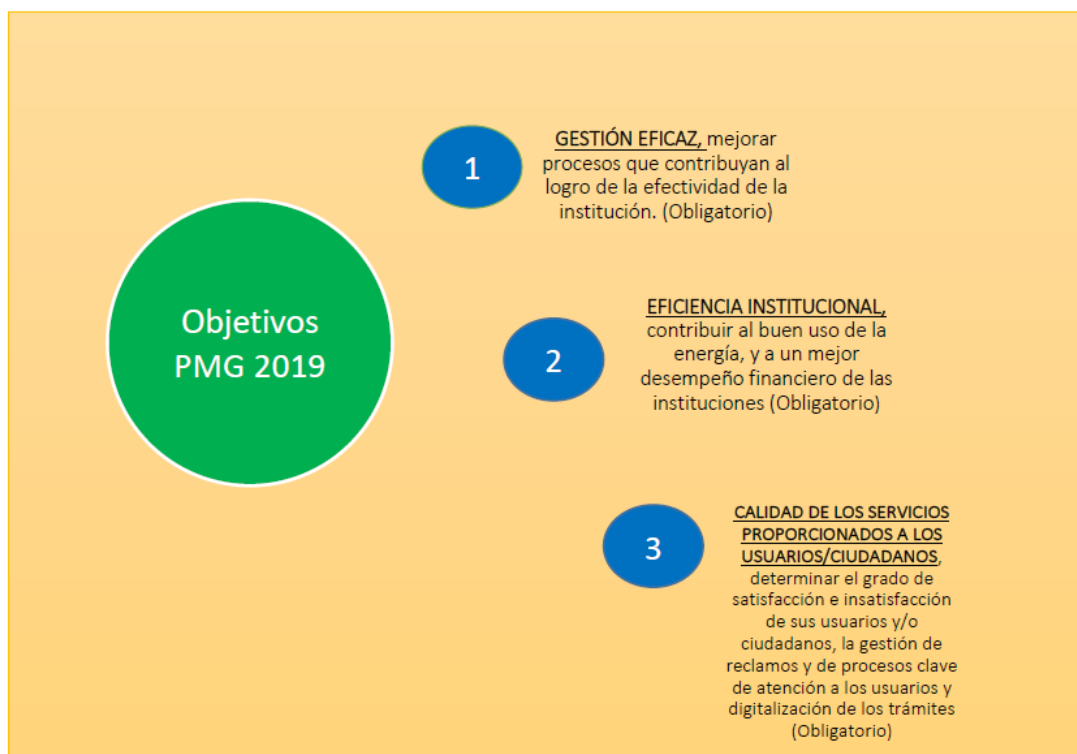 Objetivos
PMG 2019
1
GESTIÓN EFICAZ, mejorar
procesos que contribuyan al
logro de la efectividad de la
institución. (Obligatorio)
2
EFICIENCIA INSTITUCIONAL,
contribuir al buen uso de la
energía, y a un mejor
desempeño financiero de las
instituciones (Obligatorio)
3
CALIDAD DE LOS SERVICIOS
PROPORCIONADOS A LOS
USUARIOS/CIUDADANOS,
determinar el grado de
satisfacción e insatisfacción
de sus usuarios y/o
ciudadanos, la gestión de
reclamos y de procesos clave
de atención a los usuarios y
digitalización de los trámites
(Obligatorio)